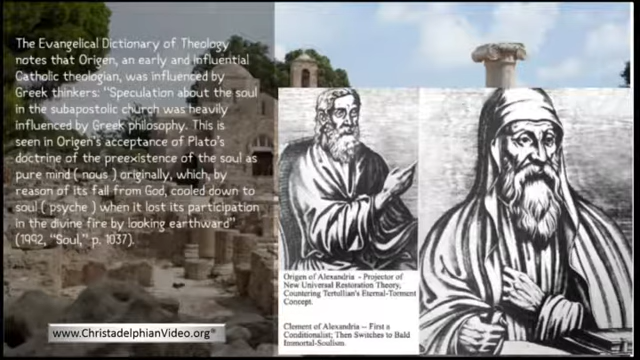 The Evangelical Dictionary of Theology
notes that Origen, an early and influential
Catholic theologian, was influenced by
Greek thinkers: "Speculation about the soul
in the subapostolic church was heavily
influenced by Greek philosophy. This is
seen in Origen's acceptance of Plato's
doctrine of the preexistence of the soul as
pure mind ( nous ) originally, which, by
reason of its fall from God, cooled down to
soul ( psyche ) when it lost its participation
in the divine fire by looking earthward"
(1992, "Soul," p. 1037).
www.ChristadelphianVideo.org®
Origen of Alexandria - Projector of
New Universal Restoration Theory,
Countering Tertullian's Eternal-Torment
Concept.
Clement of Alexandria -- First a
Conditionalist; Then Switches to Bald
Immortal-Soulism.